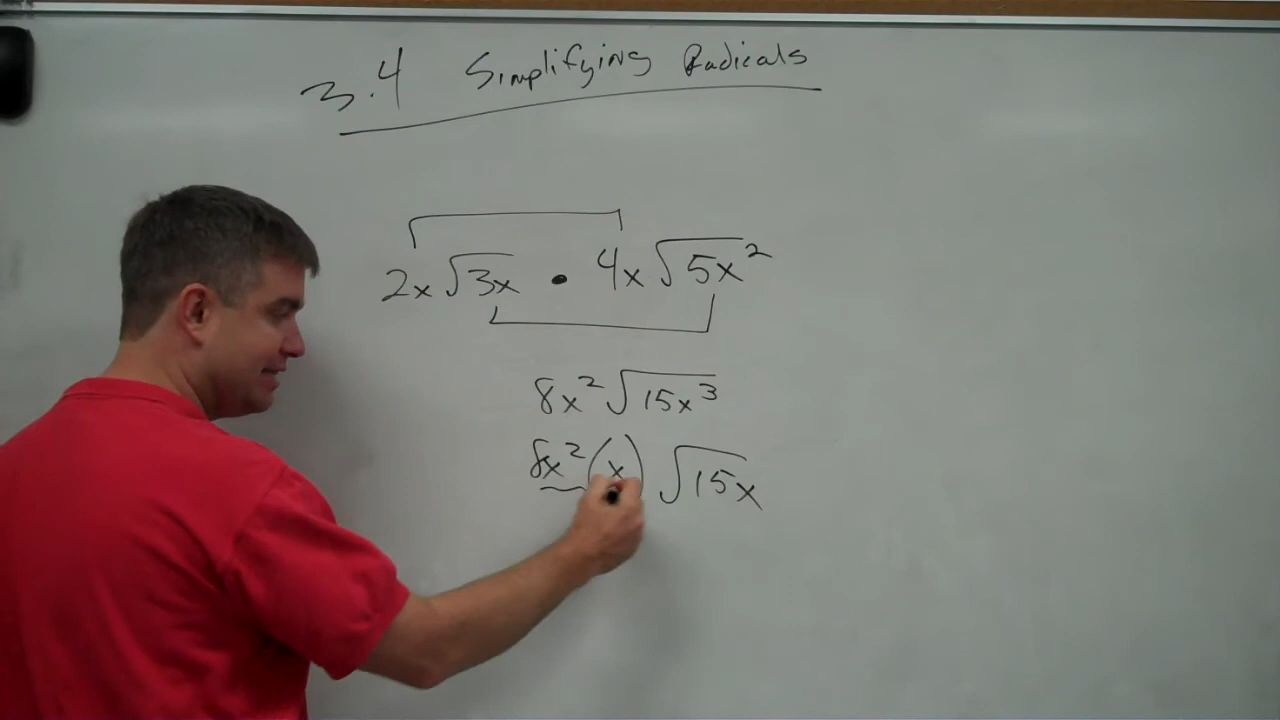 3.4 Simplifying Radicals
2x√3x • 4x√5x²
8x²√15x³
8x²(x) √15x